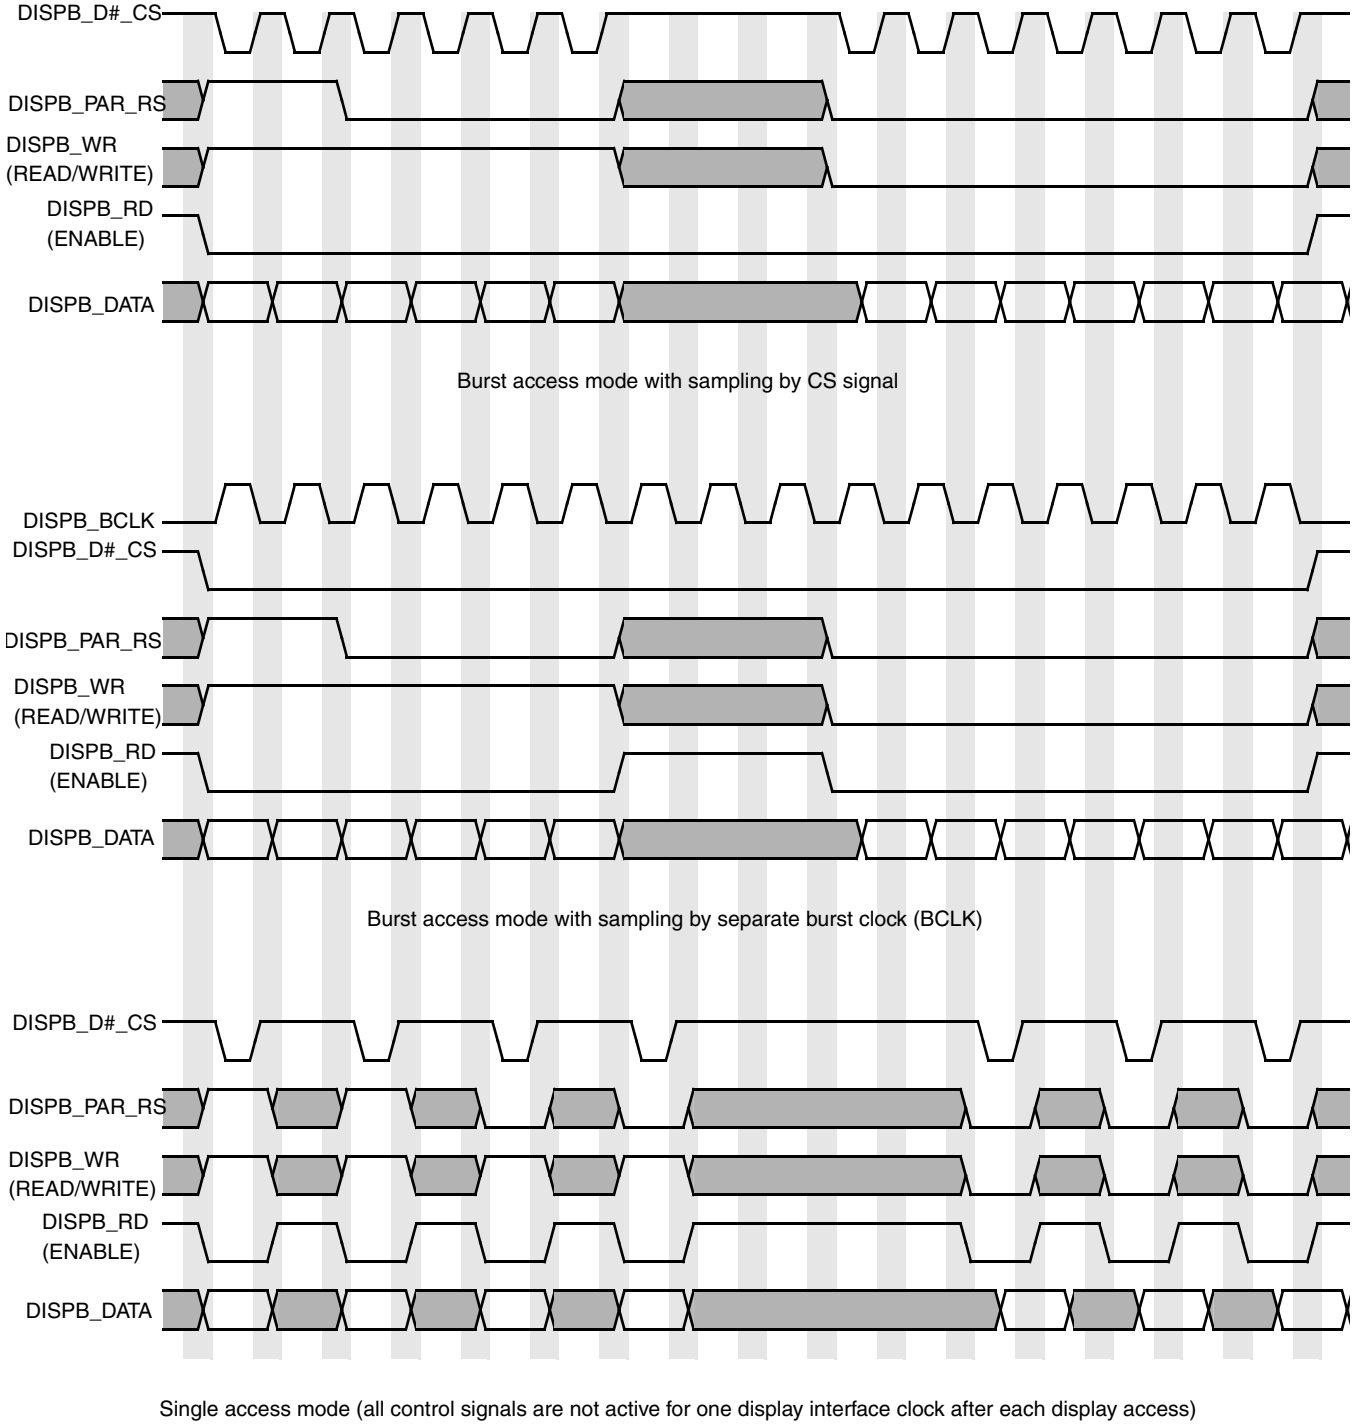 DISPB_D#_CS
DISPB_PAR_RS
DISPB_WR
(READ/WRITE)
DISPB_RD
(ENABLE)
DISPB_DATA
Burst access mode with sampling by CS signal
DISPB_BCLK
DISPB_D#_CS
DISPB_PAR_RS
DISPB_WR
(READ/WRITE)
DISPB_RD
(ENABLE)
DISPB_DATA
Burst access mode with sampling by separate burst clock (BCLK)
DISPB_D#_CS
DISPB_PAR_RS
DISPB_WR
(READ/WRITE)
DISPB_RD
(ENABLE)
DISPB_DATA
Single access mode (all control signals are not active for one display interface clock after each display access)